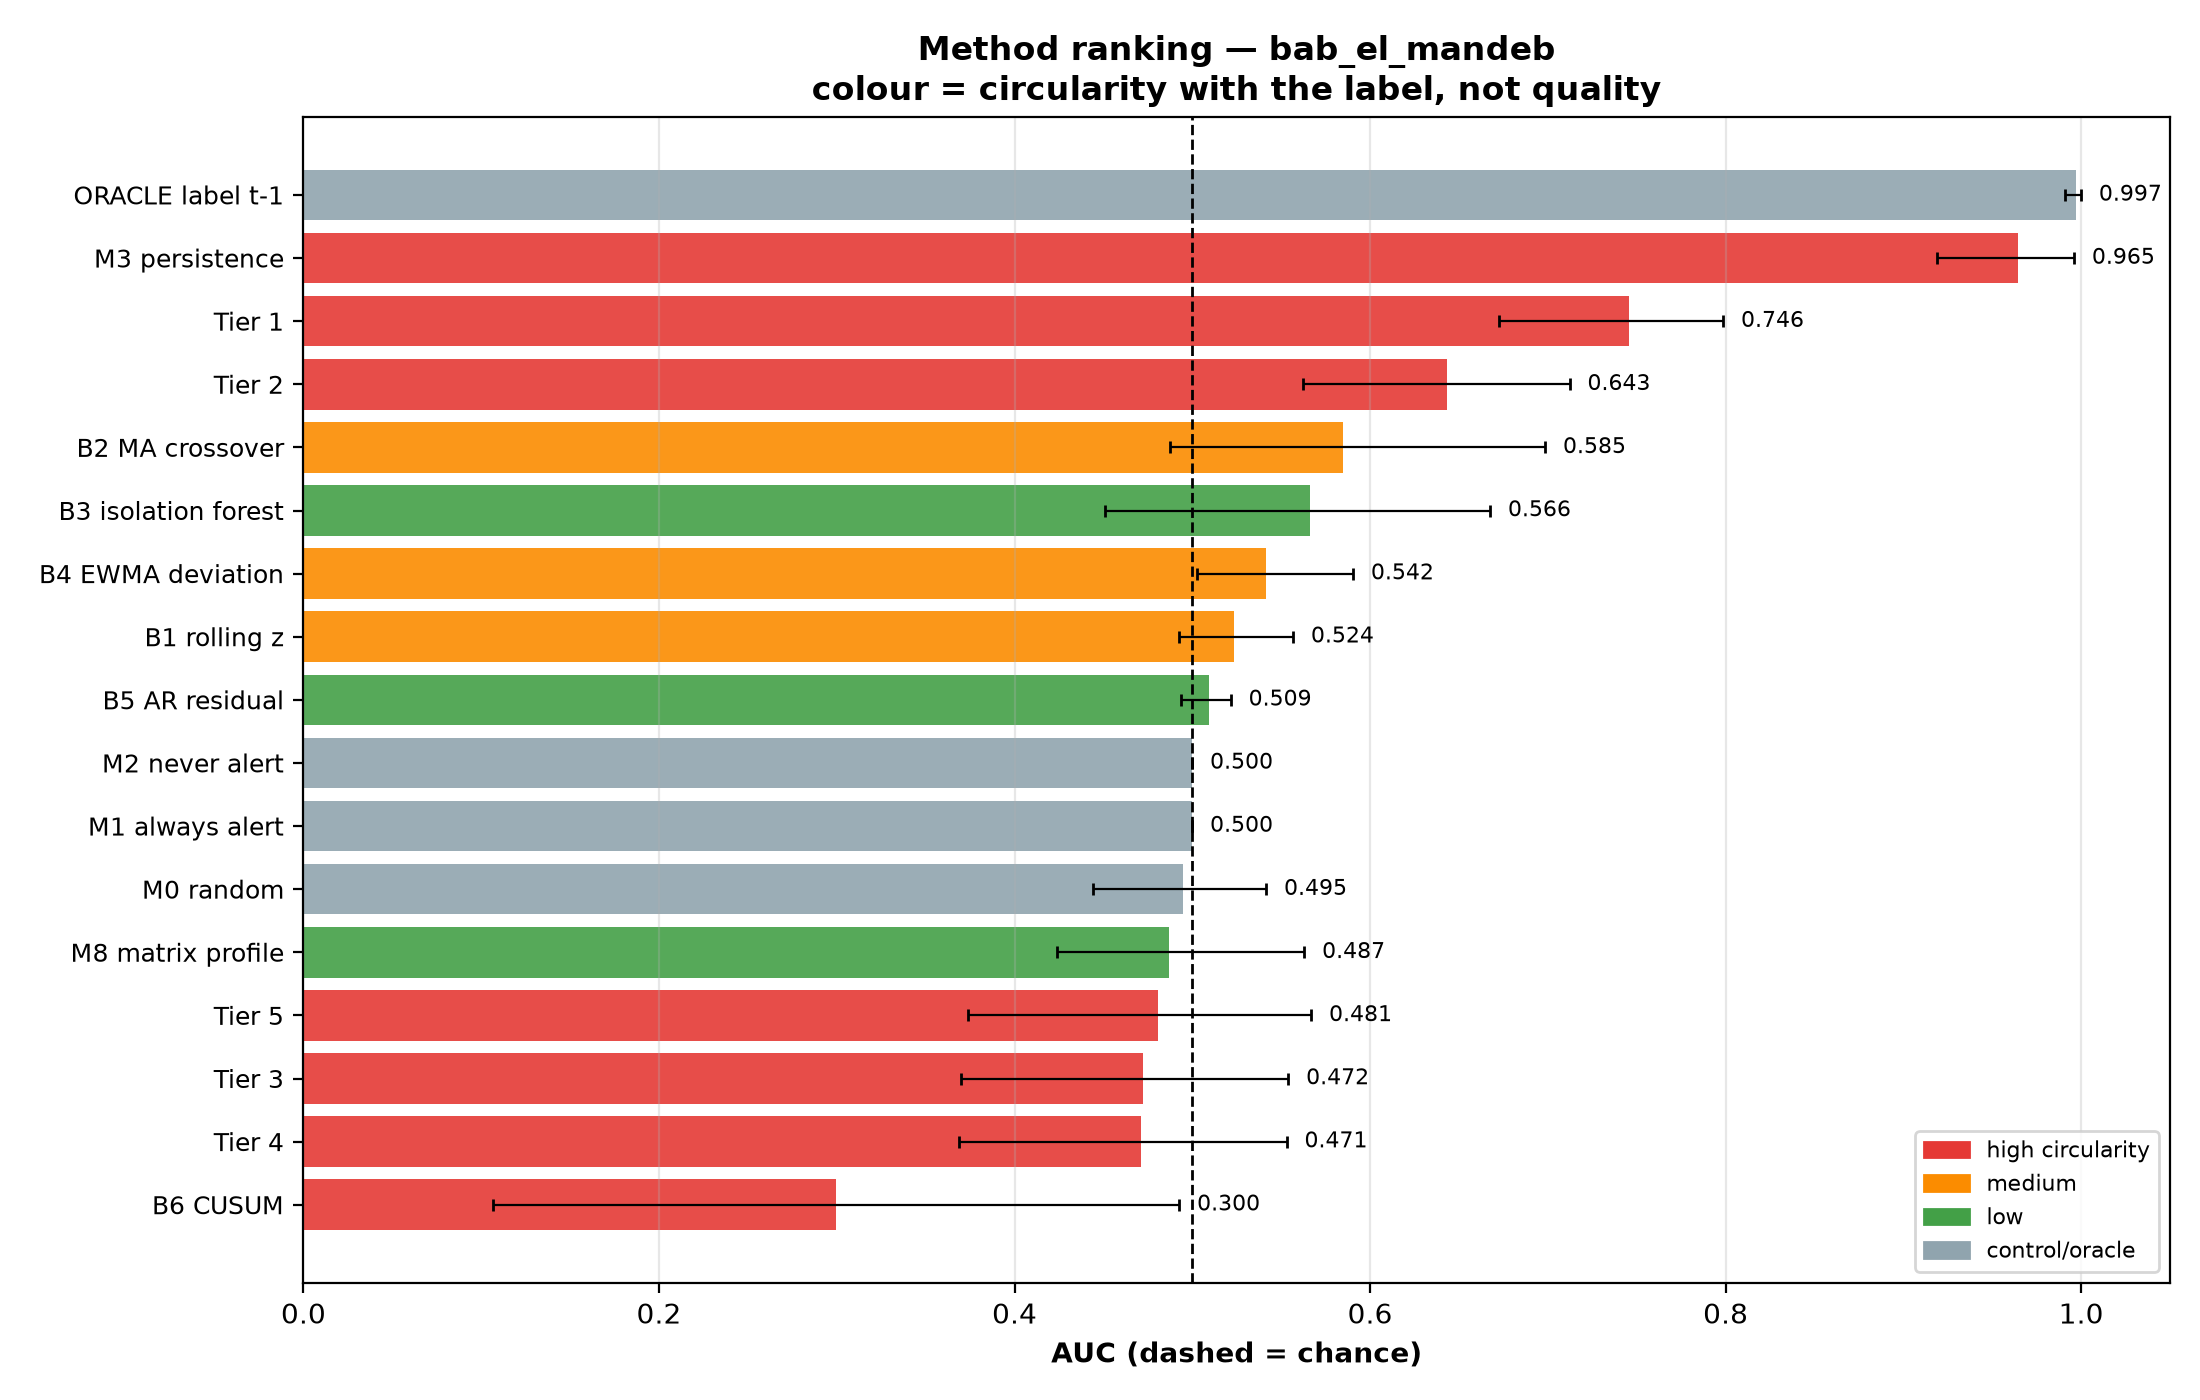 Method ranking — bab_el_mandeb
colour = circularity with the label, not quality
ORACLE label t-1 0.997
M3 persistence 0.965
Tier 1 0.746
Tier 2 0.643
B2 MA crossover 0.585
B3 isolation forest 0.566
B4 EWMA deviation 0.542
B1 rolling z 0.524
B5 AR residual 0.509
M2 never alert 0.500
M1 always alert 0.500
M0 random 0.495
M8 matrix profile 0.487
Tier 5 0.481
Tier 3 0.472
Tier 4 0.471
B6 CUSUM 0.300
high circularity
medium
low
control/oracle
0.0 0.2 0.4 0.6 0.8 1.0
AUC (dashed = chance)